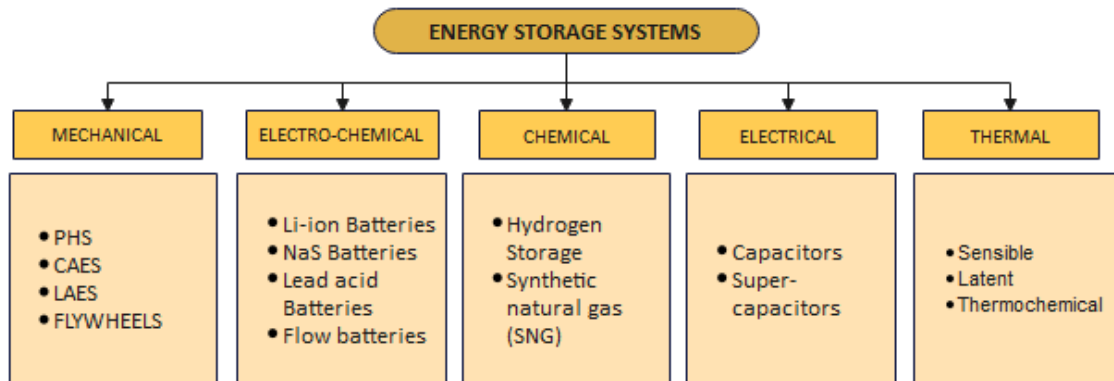 ENERGY STORAGE SYSTEMS
MECHANICAL
ELECTRO-CHEMICAL
CHEMICAL
ELECTRICAL
THERMAL
• PHS
• CAES
• LAES
• FLYWHEELS
• Li-ion Batteries
• NaS Batteries
• Lead acid
Batteries
• Flow batteries
• Hydrogen
Storage
• Synthetic
natural gas
(SNG)
• Capacitors
• Super-
capacitors
• Sensible
• Latent
• Thermochemical